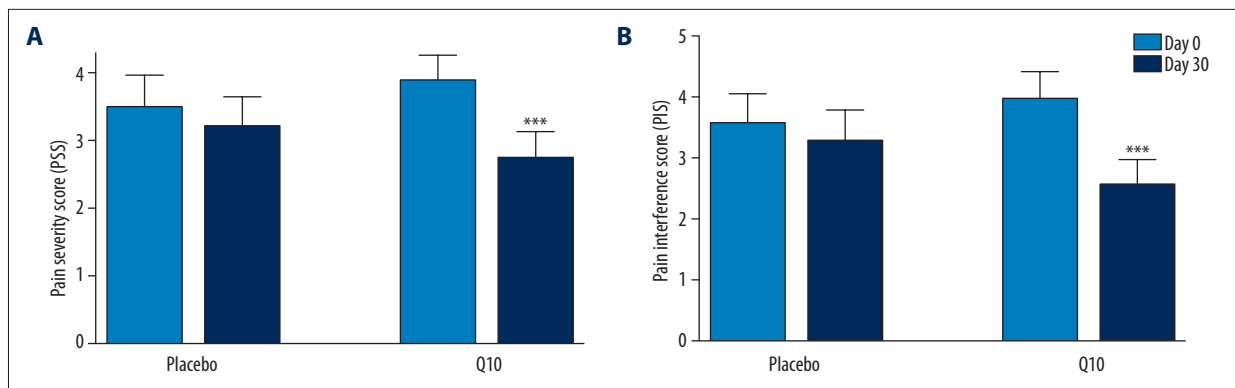 A
Pain severity score (PSS)
4
3
2
1
0
***
Placebo
Q10
B
Pain interference score (PIS)
5
4
3
2
1
0
Day 0
Day 30
***
Placebo
Q10